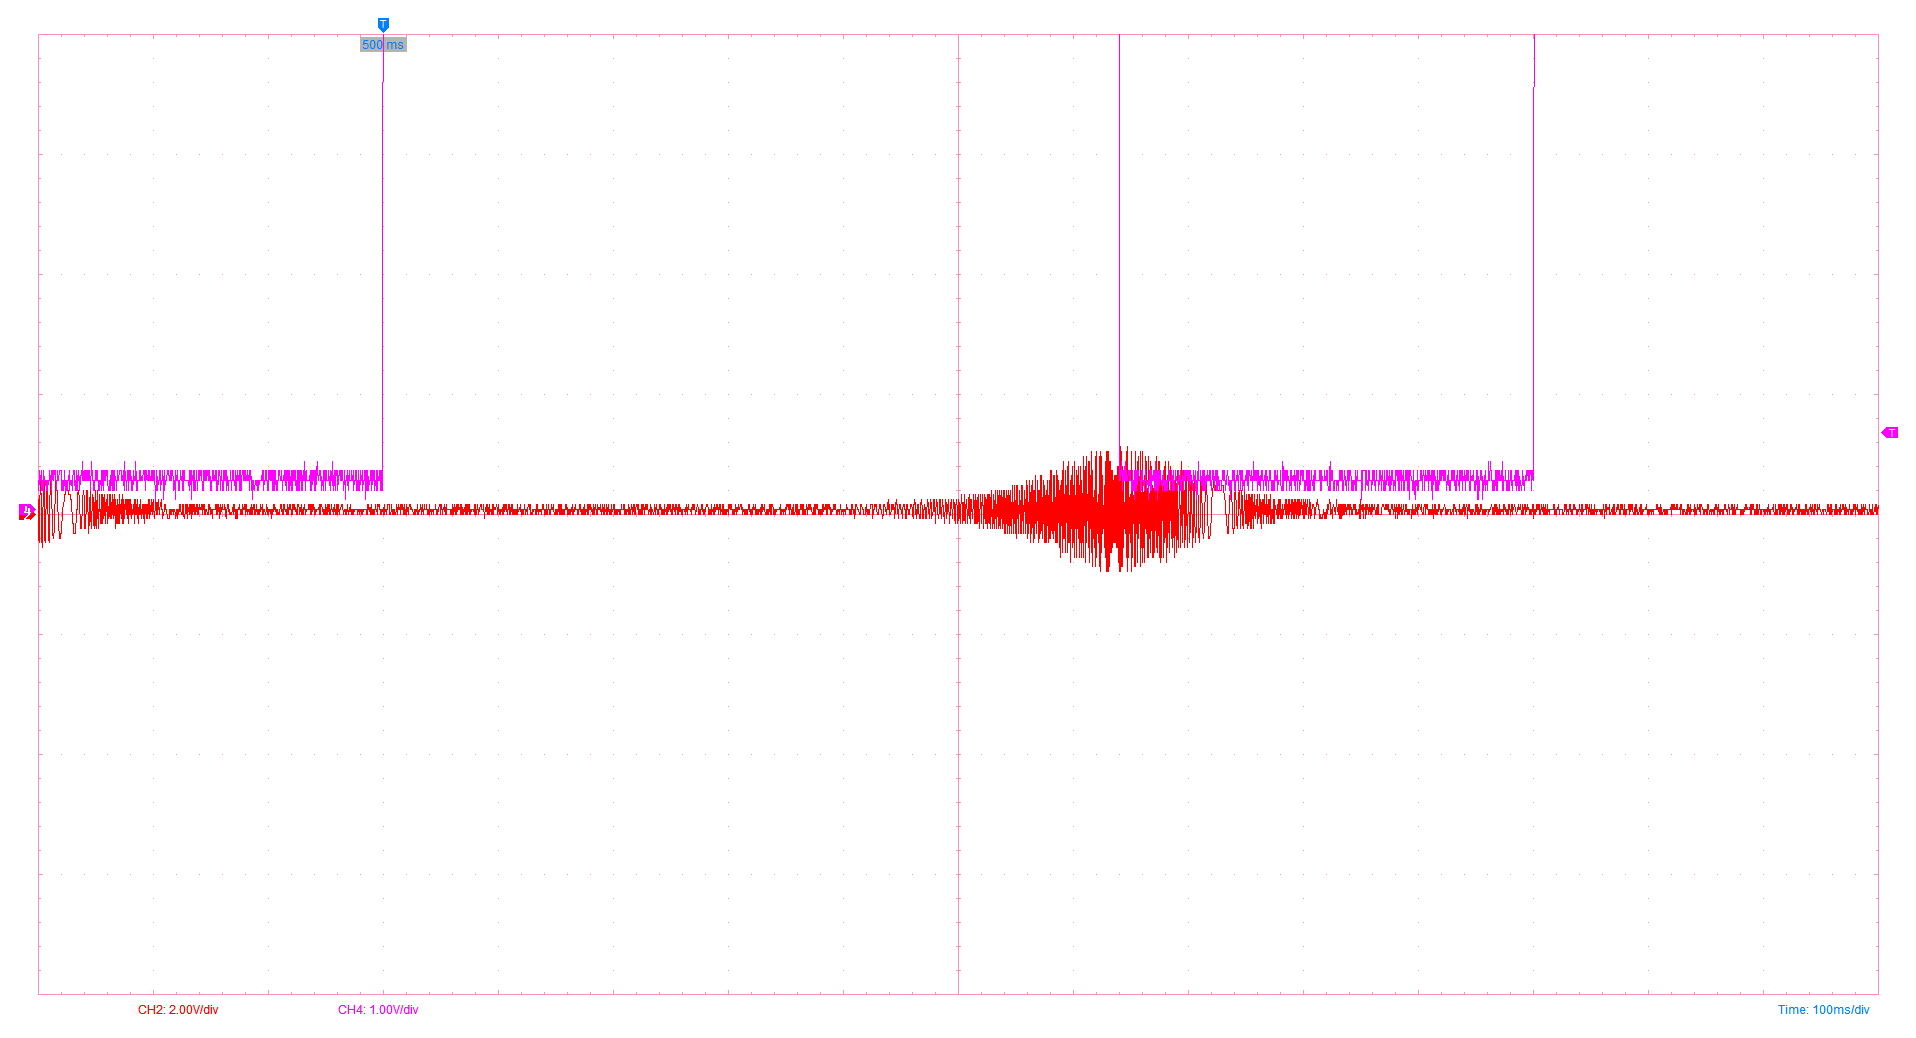 T
500 ms
T
CH2: 2.00V/div
CH4: 1.00V/div
Time: 100ms/div